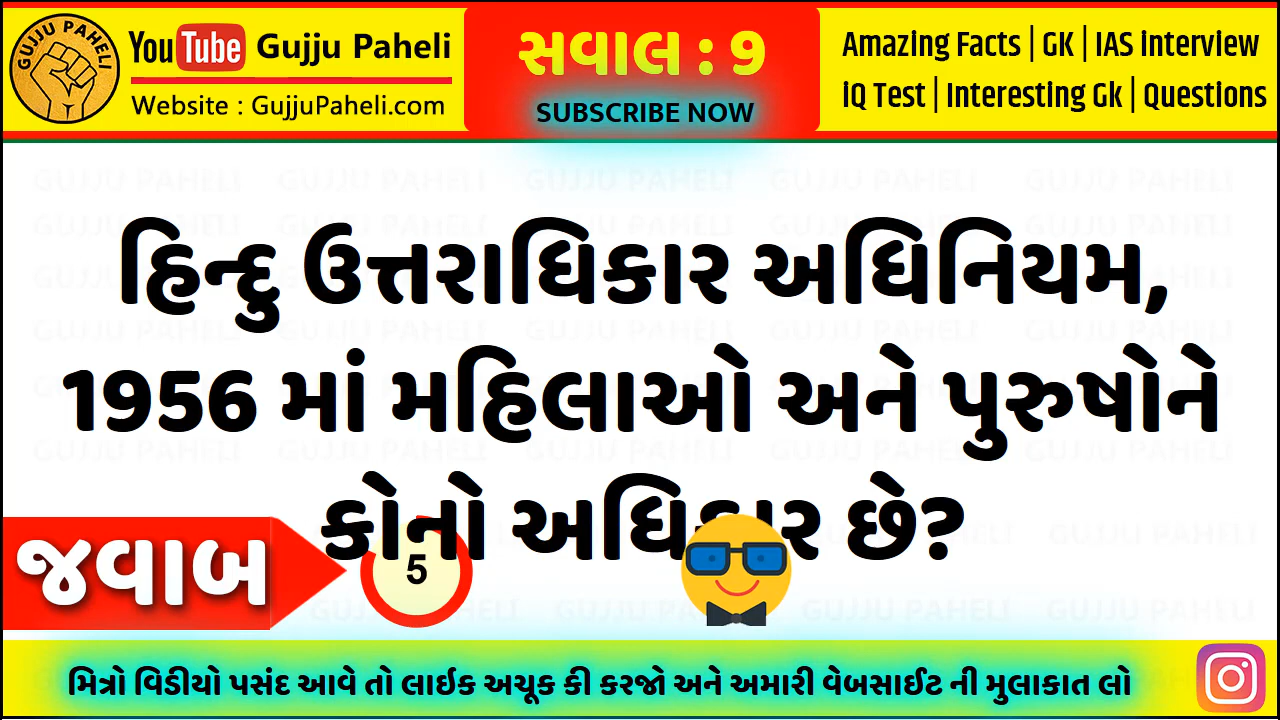 GUJJU PAHELI
YouTube Gujju Paheli
Website : GujjuPaheli.com
સવાલ : 9
SUBSCRIBE NOW
Amazing Facts | GK | IAS interview
iQ Test | Interesting Gk | Questions
હિન્દુ ઉત્તરાધિકાર અધિનિયમ,
1956 માં મહિલાઓ અને પુરુષોને
કોનો અધિકાર છે?
જવાબ
5
મિત્રો વિડીયો પસંદ આવે તો લાઈક અચૂક કી કરજો અને અમારી વેબસાઈટ ની મુલાકાત લો